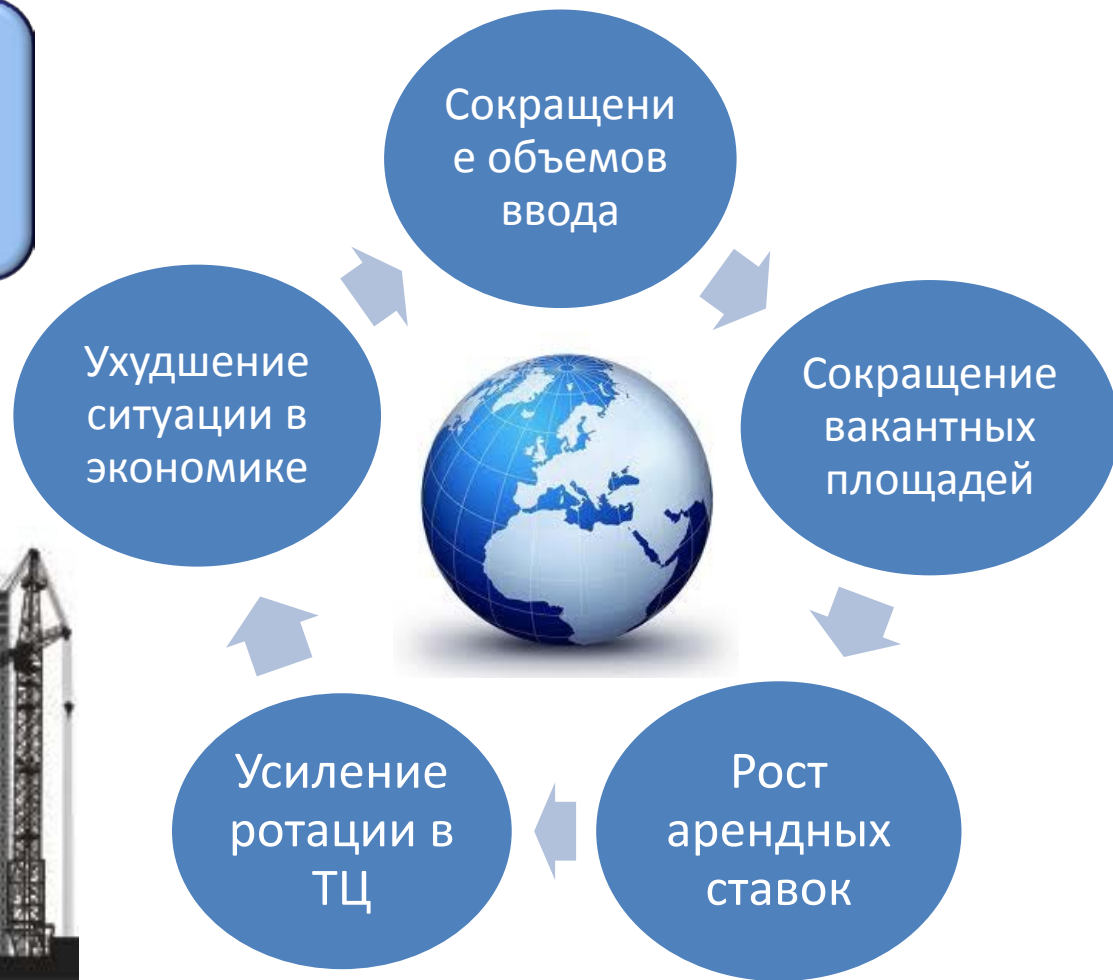 Сокращени
е объемов
ввода
Сокращение
вакантных
площадей
Рост
арендных
ставок
Усиление
ротации в
ТЦ
Ухудшение
ситуации в
экономике